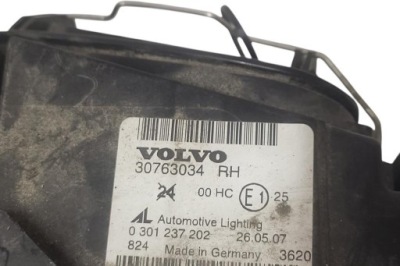 VOLVO
30763034 RH
24 00 HC E1 25
AL Automotive Lighting
0 301 237 202 26.05.07
824 Made in Germany 3620